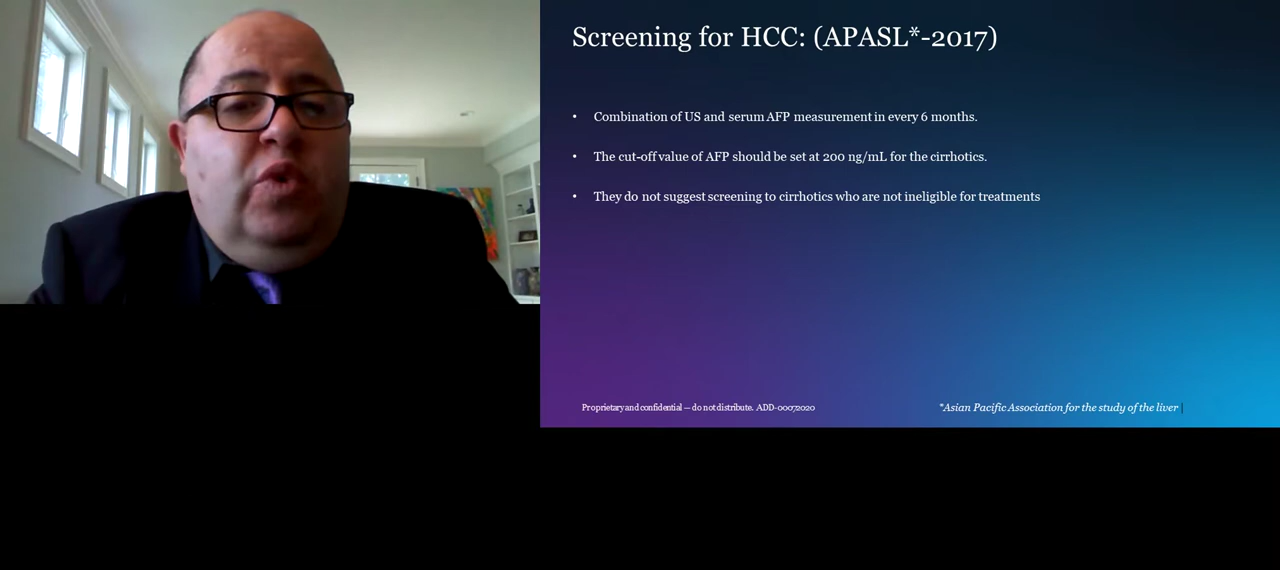 Screening for HCC: (APASL*-2017)
• Combination of US and serum AFP measurement in every 6 months.
• The cut-off value of AFP should be set at 200 ng/mL for the cirrhotics.
• They do not suggest screening to cirrhotics who are not ineligible for treatments
Proprietary and confidential — do not distribute. ADD-00072020
*Asian Pacific Association for the study of the liver |